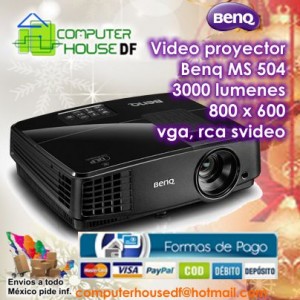 COMPUTER
HOUSE DF
BenQ
Video proyector
Benq MS 504
3000 lumenes
800 x 600
vga, rca svideo
BenQ
Envios a todo
México pide inf.
Formas de Pago
VISA
PayPal
COD
DÉBITO
DEPÓSITO
computerhousedf@hotmail.com